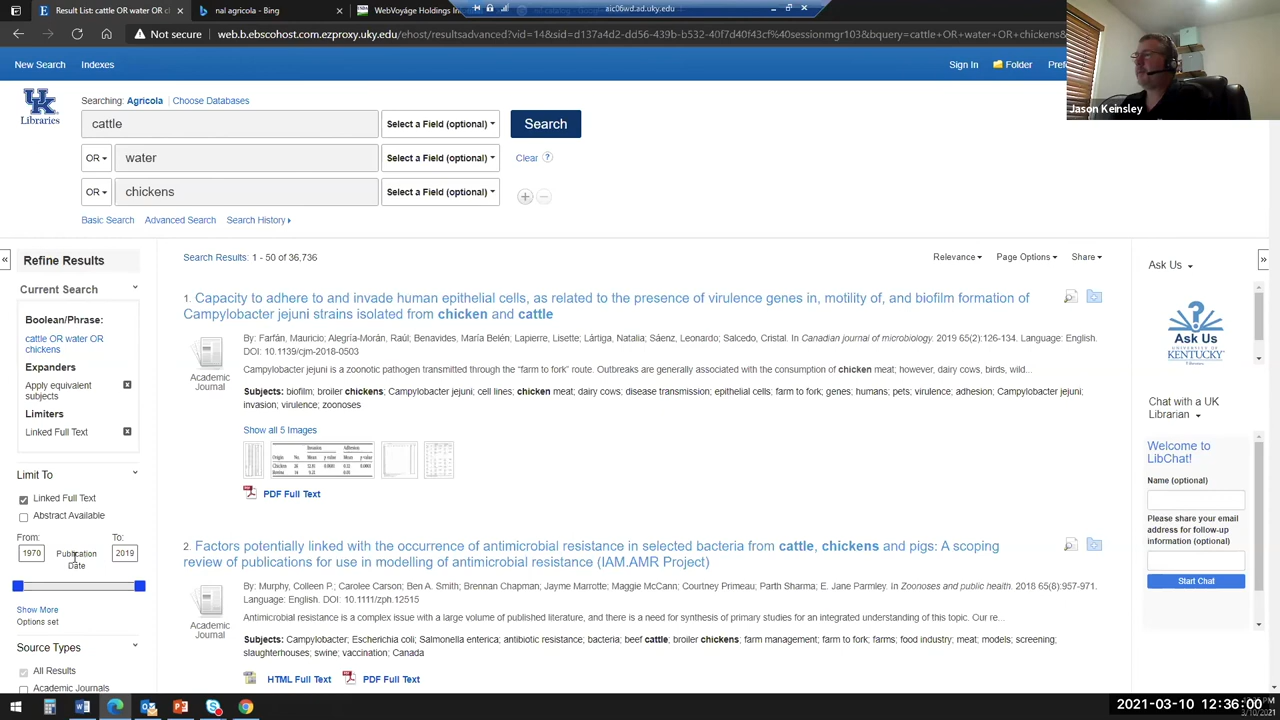 Result List: cattle OR water OR c
nal agricola - Bing
WebVoyáge Holdings In
aic06wd.ad.uky.edu
Not secure
web.b.ebscohost.com.ezproxy.uky.edu/ehost/resultsadvanced?vid=14&sid=d137a4d2-dd56-439b-b532-40f7d40f43cf%40sessionmgr103&bquery=cattle+OR+water+OR+chickens&
New Search
Indexes
Sign In
Folder
Pref
Jason Keinsley
UK
Libraries
Searching: Agricola
Choose Databases
cattle
Select a Field (optional)
Search
OR
water
Select a Field (optional)
Clear
?
OR
chickens
Select a Field (optional)
Basic Search
Advanced Search
Search History
Refine Results
Current Search
Boolean/Phrase:
cattle OR water OR
chickens
Expanders
Apply equivalent
subjects
Limiters
Linked Full Text
Limit To
Linked Full Text
Abstract Available
From:
To:
1970
Publication
Date
2019
Show More
Options set
Source Types
All Results
Academic Journals
Search Results: 1 - 50 of 36,736
Relevance
Page Options
Share
1. Capacity to adhere to and invade human epithelial cells, as related to the presence of virulence genes in, motility of, and biofilm formation of
Campylobacter jejuni strains isolated from chicken and cattle
Academic
Journal
By: Farfán, Mauricio; Alegría-Morán, Raúl; Benavides, María Belén; Lapierre, Lisette; Lártiga, Natalia; Sáenz, Leonardo; Salcedo, Cristal. In Canadian journal of microbiology. 2019 65(2):126-134. Language: English.
DOI: 10.1139/cjm-2018-0503
Campylobacter jejuni is a zoonotic pathogen transmitted through the "farm to fork" route. Outbreaks are generally associated with the consumption of chicken meat; however, dairy cows, birds, wild...
Subjects: biofilm; broiler chickens; Campylobacter jejuni; cell lines; chicken meat; dairy cows; disease transmission; epithelial cells; farm to fork; genes; humans; pets; virulence; adhesion; Campylobacter jejuni;
invasion; virulence; zoonoses
Show all 5 Images
PDF Full Text
2. Factors potentially linked with the occurrence of antimicrobial resistance in selected bacteria from cattle, chickens and pigs: A scoping
review of publications for use in modelling of antimicrobial resistance (IAM.AMR Project)
Academic
Journal
By: Murphy, Colleen P.; Carolee Carson; Ben A. Smith; Brennan Chapman; Jayme Marrotte; Maggie McCann; Courtney Primeau; Parth Sharma; E. Jane Parmley. In Zoonoses and public health. 2018 65(8):957-971.
Language: English. DOI: 10.1111/zph.12515
Antimicrobial resistance is a complex issue with a large volume of published literature, and there is a need for synthesis of primary studies for an integrated understanding of this topic. Our re...
Subjects: Campylobacter; Escherichia coli; Salmonella enterica; antibiotic resistance; bacteria; beef cattle; broiler chickens; farm management; farm to fork; farms; food industry; meat; models; screening;
slaughterhouses; swine; vaccination; Canada
HTML Full Text
PDF Full Text
Ask Us
Ask Us
UNIVERSITY OF
KENTUCKY
Chat with a UK
Librarian
Welcome to
LibChat!
Name (optional)
Please share your email
address for follow-up
information (optional)
Start Chat
2021-03-10 12:36:00